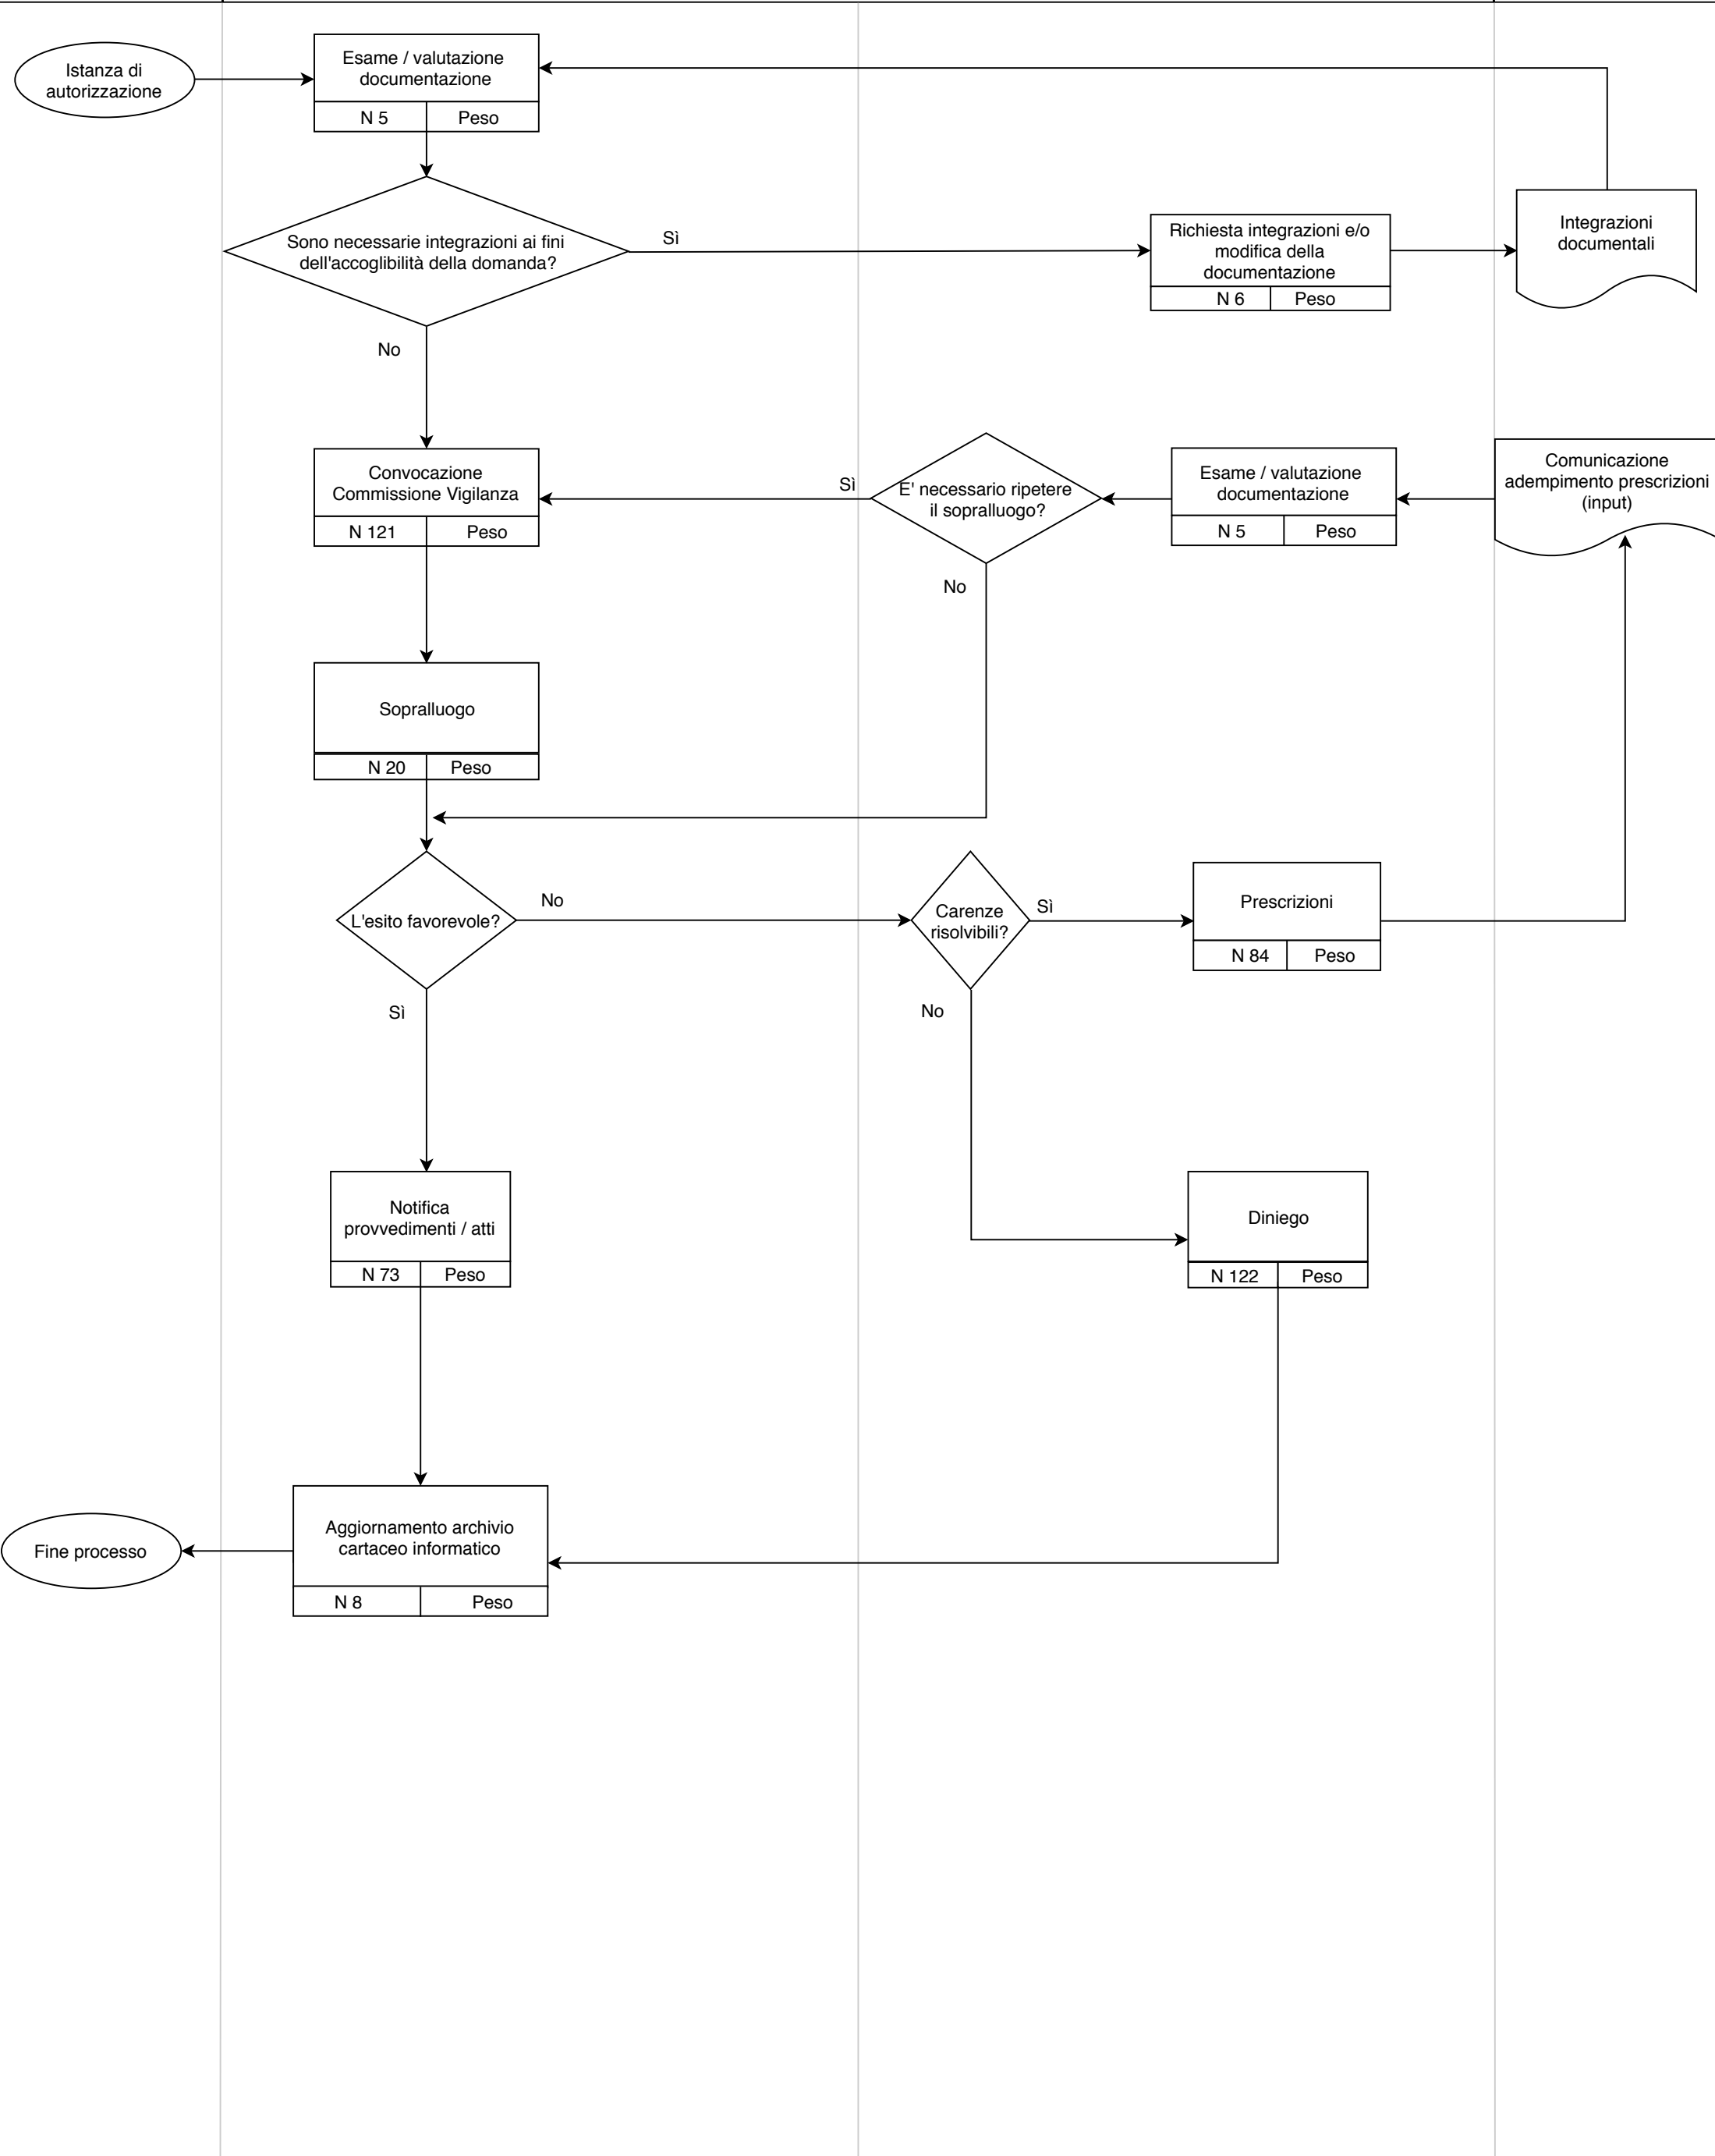 Istanza di
autorizzazione
Esame / valutazione
documentazione
N 5
Peso
Sono necessarie integrazioni ai fini
dell'accoglibilità della domanda?
Sì
No
Richiesta integrazioni e/o
modifica della
documentazione
N 6
Peso
Integrazioni
documentali
Convocazione
Commissione Vigilanza
N 121
Peso
Sì
E' necessario ripetere
il sopralluogo?
No
Esame / valutazione
documentazione
N 5
Peso
Comunicazione
adempimento prescrizioni
(input)
Sopralluogo
N 20
Peso
L'esito favorevole?
No
Sì
Carenze
risolvibili?
Sì
No
Prescrizioni
N 84
Peso
Notifica
provvedimenti / atti
N 73
Peso
Diniego
N 122
Peso
Fine processo
Aggiornamento archivio
cartaceo informatico
N 8
Peso